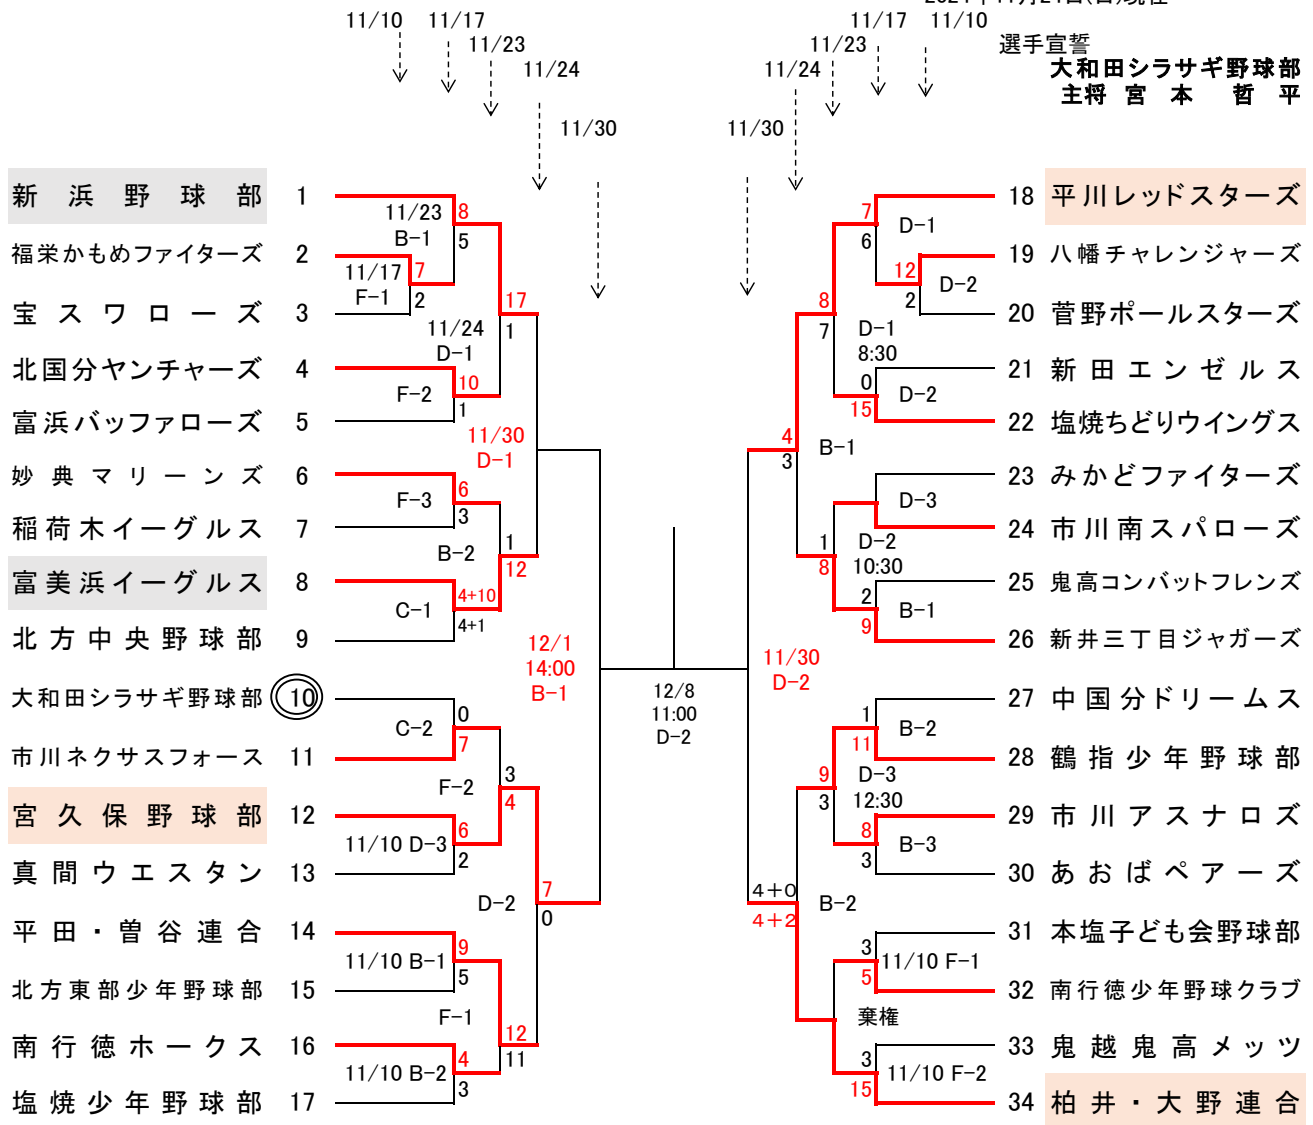 11/10
11/17
11/23
11/24
11/30
11/17
11/10
11/23
11/24
11/30
選手宣誓
大和田シラサギ野球部
主将 宮 本 哲 平
新浜野球部 1
福栄かもめファイターズ 2
宝スワローズ 3
北国分ヤンチャーズ 4
富浜バッファローズ 5
妙典マリーンズ 6
稲荷木イーグルス 7
富美浜イーグルス 8
北方中央野球部 9
大和田シラサギ野球部 10
市川ネクサスフォース 11
宮久保野球部 12
真間ウエスタン 13
平田・曽谷連合 14
北方東部少年野球部 15
南行徳ホークス 16
塩焼少年野球部 17
11/23
B-1
8
5
11/17
F-1
7
2
17
1
11/24
D-1
F-2
10
1
11/30
D-1
F-3
6
3
B-2
1
12
C-1
4+10
4+1
12/1
14:00
B-1
C-2
0
7
F-2
3
4
11/10 D-3
6
2
D-2
7
0
11/10 B-1
9
5
F-1
12
11
11/10 B-2
4
3
12/8
11:00
D-2
18 平川レッドスターズ
19 八幡チャレンジャーズ
20 菅野ポールスターズ
21 新田エンゼルス
22 塩焼ちどりウイングス
23 みかどファイターズ
24 市川南スパローズ
25 鬼高コンバットフレンズ
26 新井三丁目ジャガーズ
27 中国分ドリームス
28 鶴指少年野球部
29 市川アスナロズ
30 あおばペアーズ
31 本塩子ども会野球部
32 南行徳少年野球クラブ
33 鬼越鬼高メッツ
34 柏井・大野連合
7
6
D-1
12
2
D-2
8
7
D-1
8:30
0
15
D-2
4
3
B-1
D-3
1
8
D-2
10:30
2
9
B-1
11/30
D-2
1
11
B-2
9
3
D-3
12:30
8
3
B-3
4+0
4+2
B-2
3
5
11/10 F-1
棄権
3
15
11/10 F-2